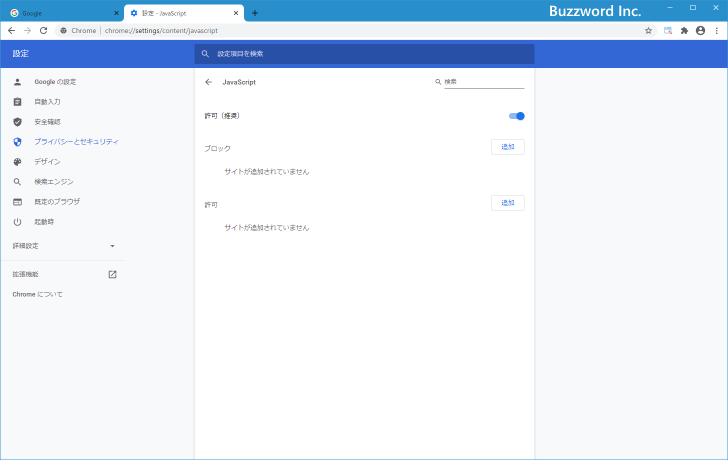 Google
設定 - JavaScript
Buzzword Inc.
Chrome
chrome://settings/content/javascript
設定
設定項目を検索
Google の設定
自動入力
安全確認
プライバシーとセキュリティ
デザイン
検索エンジン
既定のブラウザ
起動時
詳細設定
拡張機能
Chrome について
JavaScript
検索
許可（推奨）
ブロック
追加
サイトが追加されていません
許可
追加
サイトが追加されていません